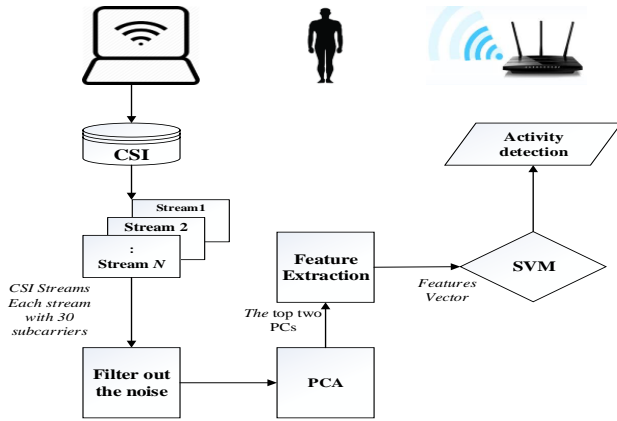 CSI
Stream1
Stream 2
:
Stream N
CSI Streams
Each stream
with 30
subcarriers
Filter out
the noise
PCA
The top two
PCs
Feature
Extraction
Features
Vector
SVM
Activity
detection